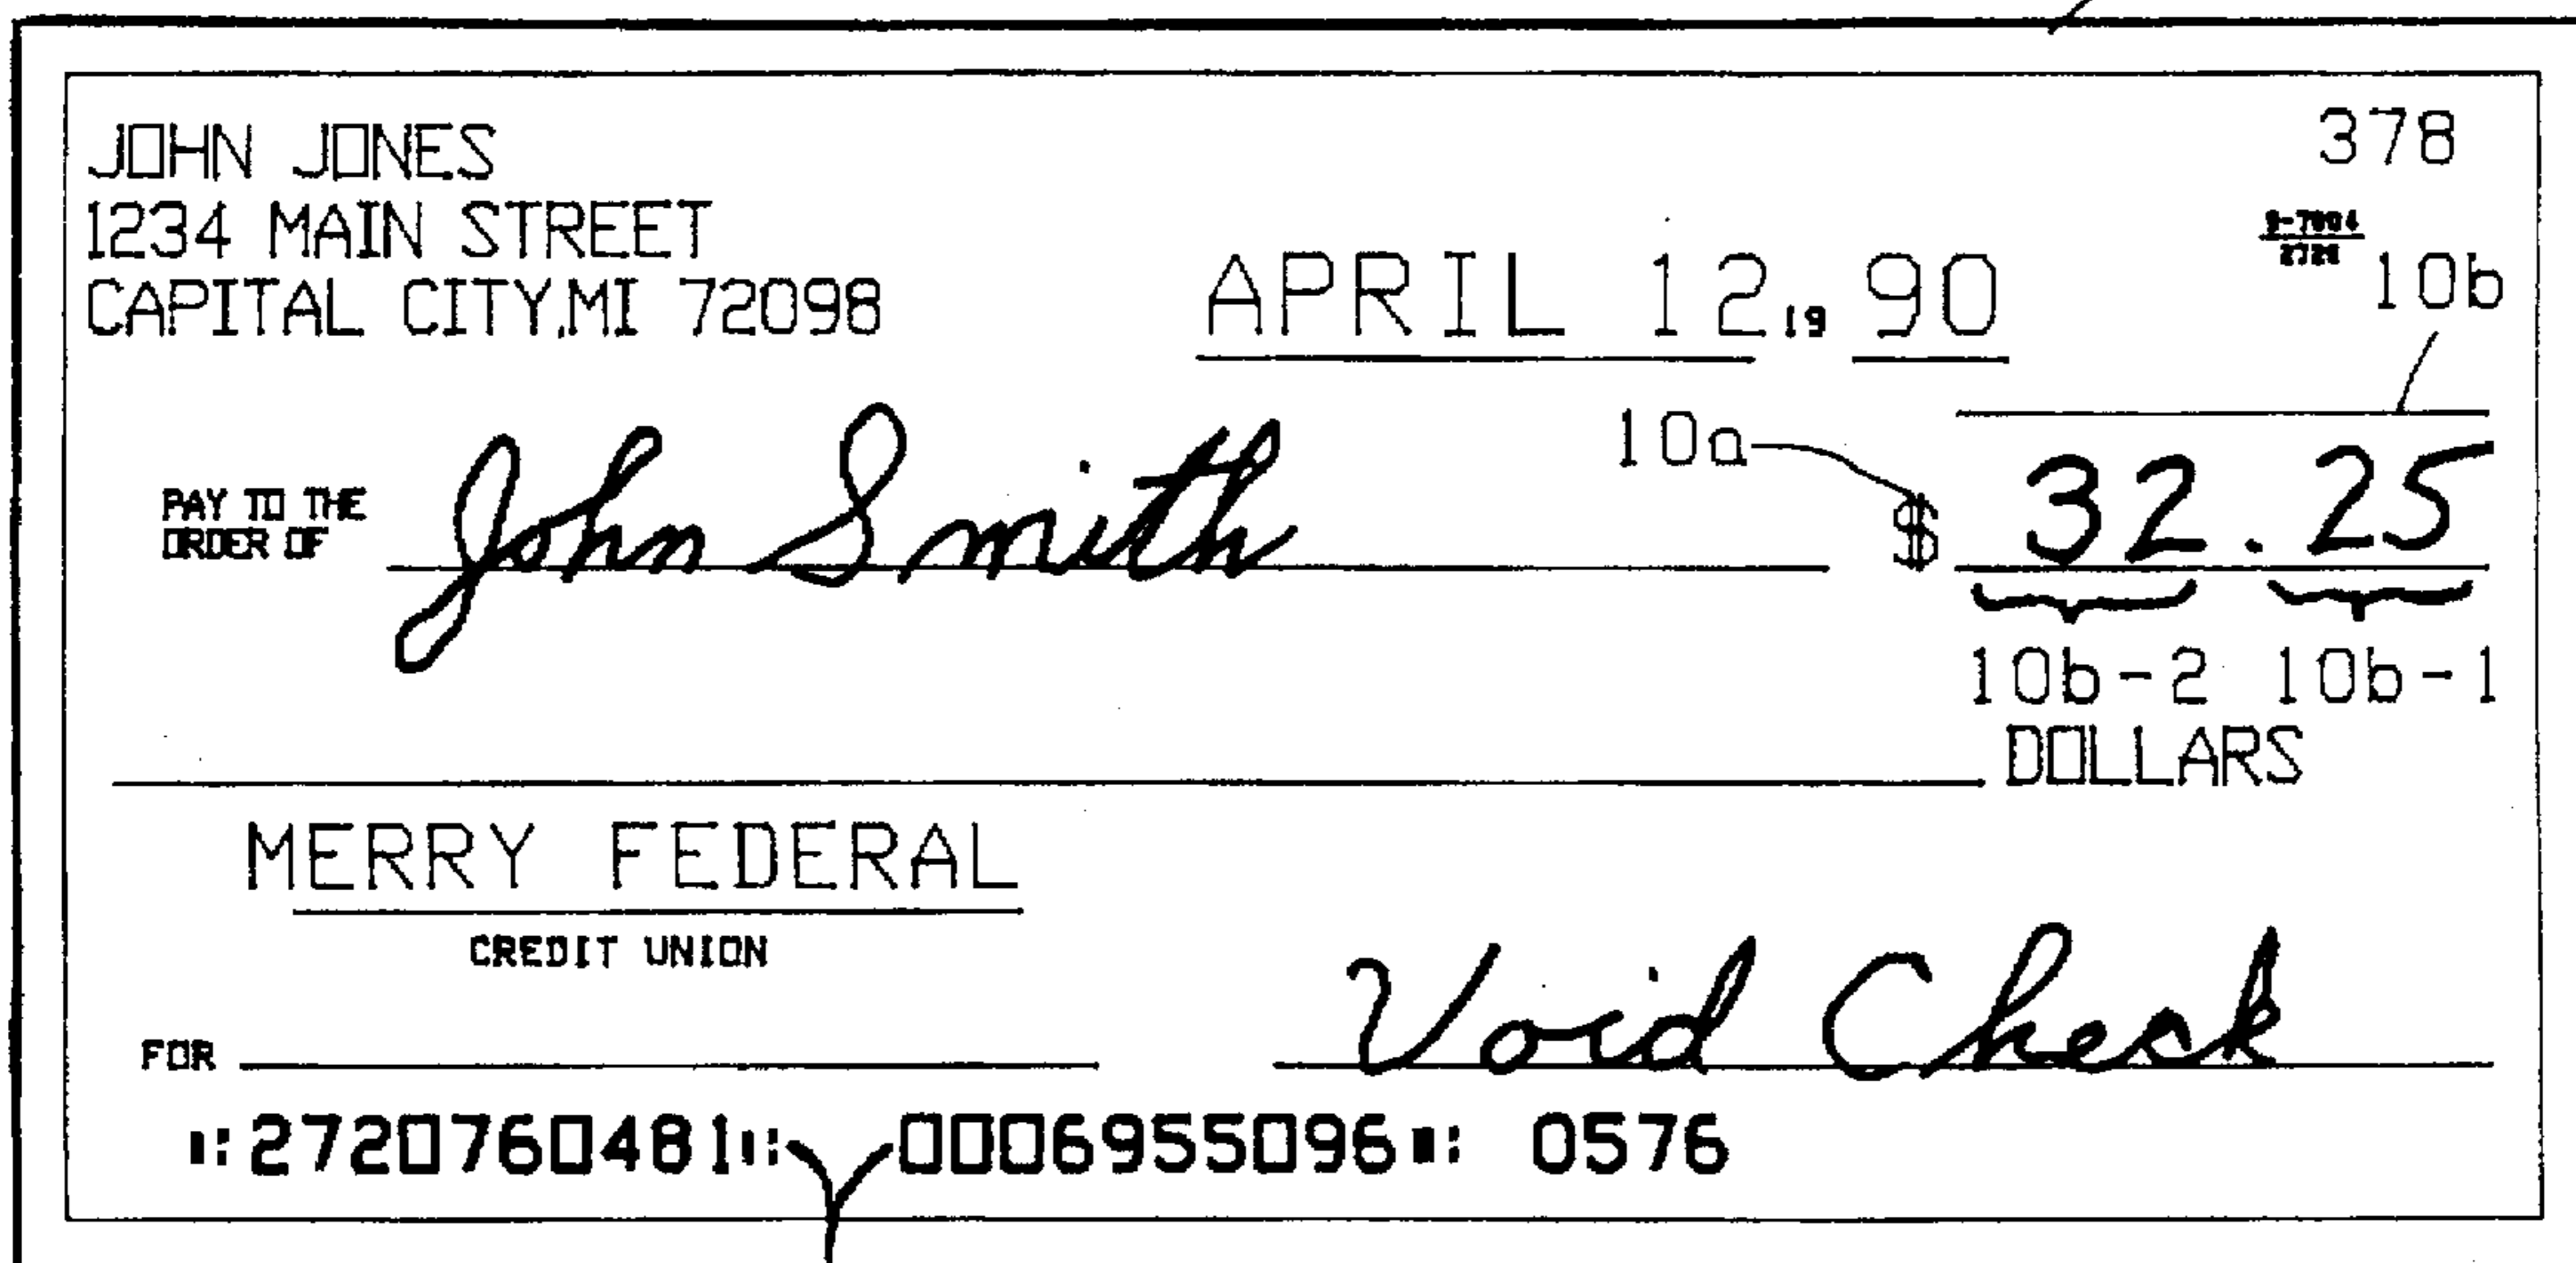 JOHN JONES 378
1234 MAIN STREET
CAPITAL CITY, MI 72098 APRIL 12, 19 90 10b
10a
PAY TO THE
ORDER OF John Smith $ 32.25
10b-2 10b-1
DOLLARS
MERRY FEDERAL
CREDIT UNION
FOR Void Check
⑆2720760481⑆ 0006955096⑈ 0576